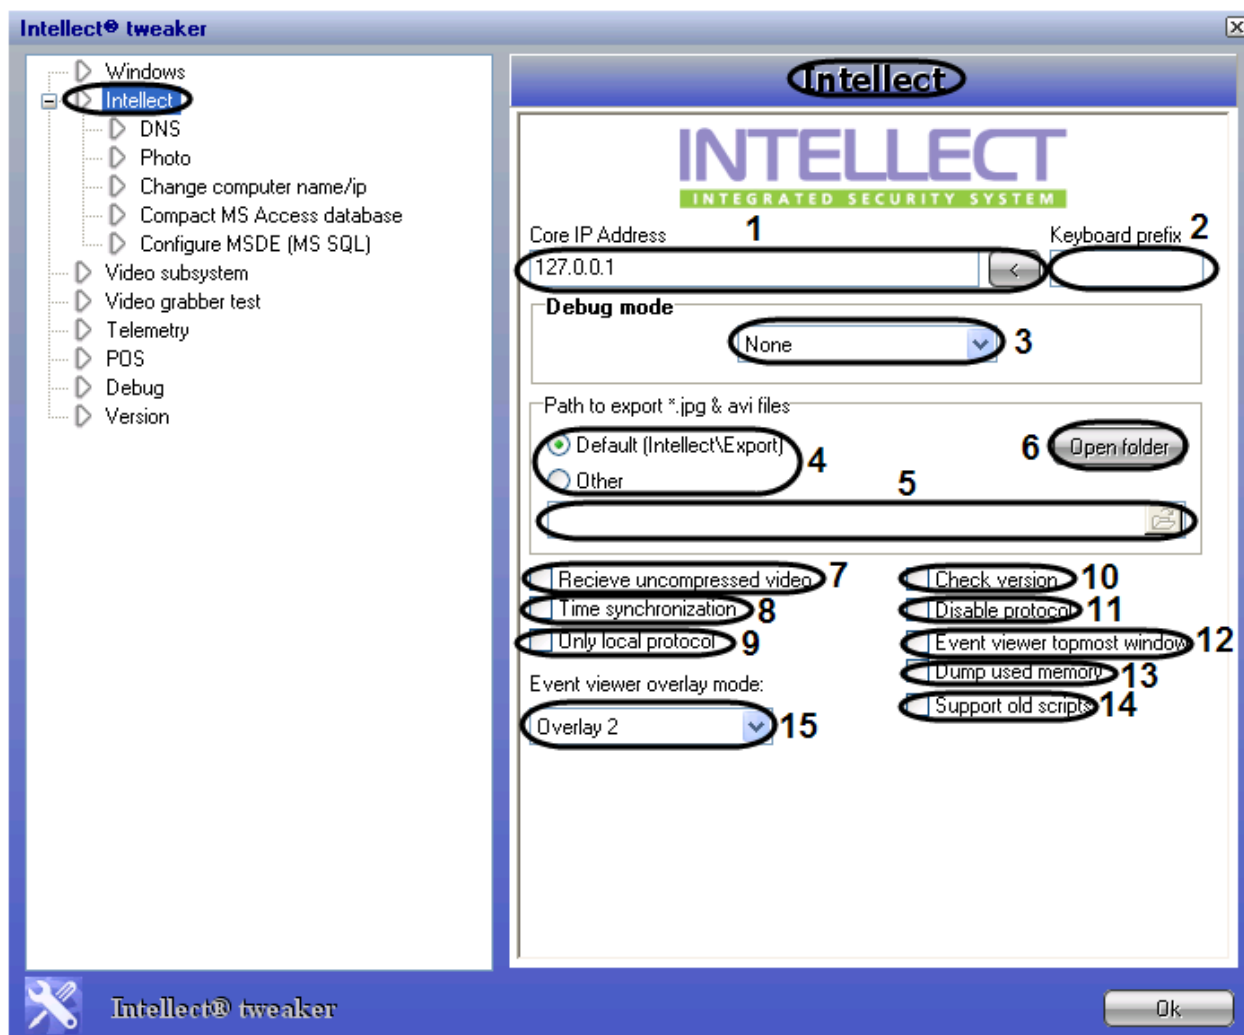 Intellect® tweaker
Windows
Intellect
DNS
Photo
Change computer name/ip
Compact MS Access database
Configure MSDE (MS SQL)
Video subsystem
Video grabber test
Telemetry
POS
Debug
Version
Intellect
INTELLECT
INTEGRATED SECURITY SYSTEM
Core IP Address 1 Keyboard prefix 2
127.0.0.1 <
Debug mode
None 3
Path to export *.jpg & avi files
Default (Intellect\Export) 4 6 Open folder
Other
5
Recieve uncompressed video 7 Check version 10
Time synchronization 8 Disable protocol 11
Only local protocol 9 Event viewer topmost window 12
Dump used memory 13
Event viewer overlay mode:
Support old scripts 14
Overlay 2 15
Intellect® tweaker
Ok